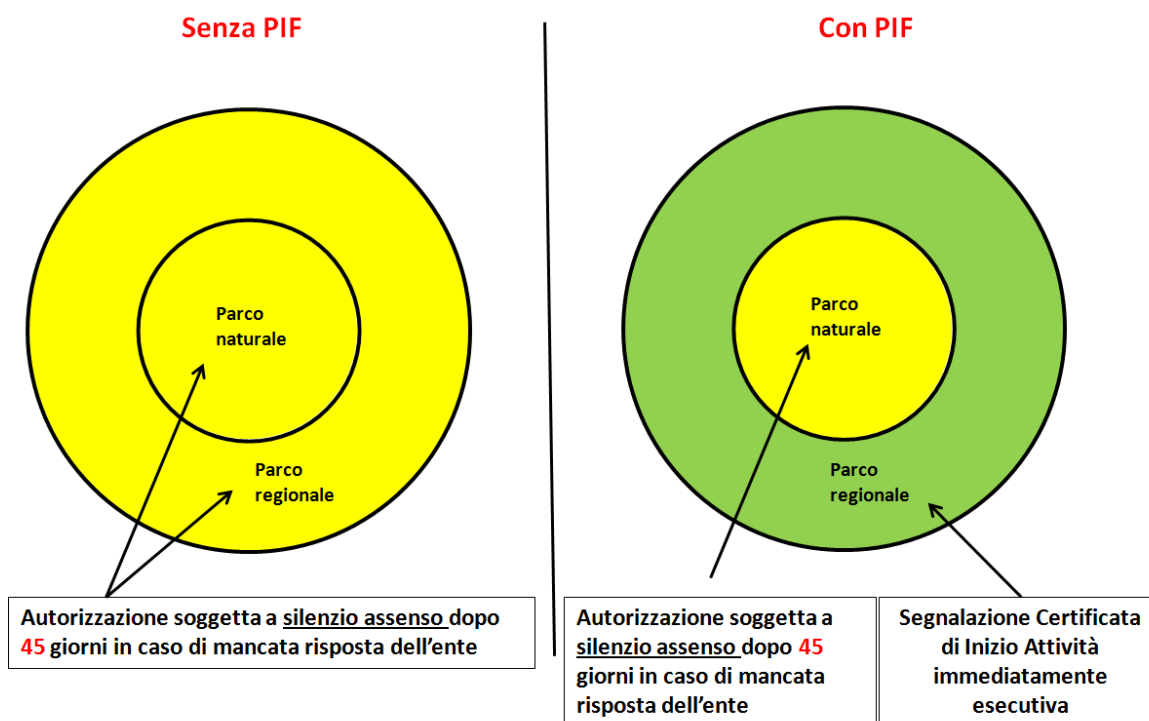 Senza PIF
Parco
naturale
Parco
regionale
Autorizzazione soggetta a silenzio assenso dopo
45 giorni in caso di mancata risposta dell'ente
Con PIF
Parco
naturale
Parco
regionale
Autorizzazione soggetta a
silenzio assenso dopo 45
giorni in caso di mancata
risposta dell'ente
Segnalazione Certificata
di Inizio Attività
immediatamente
esecutiva